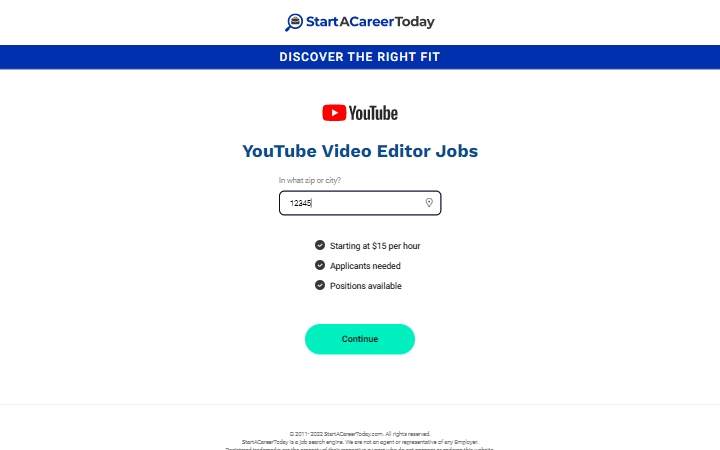 StartACareerToday
DISCOVER THE RIGHT FIT
YouTube
YouTube Video Editor Jobs
In what zip or city?
12345
Starting at $15 per hour
Applicants needed
Positions available
Continue
© 2011- 2022 StartACareerToday.com. All rights reserved.
StartACareerToday is a job search engine. We are not an agent or representative of any Employer.